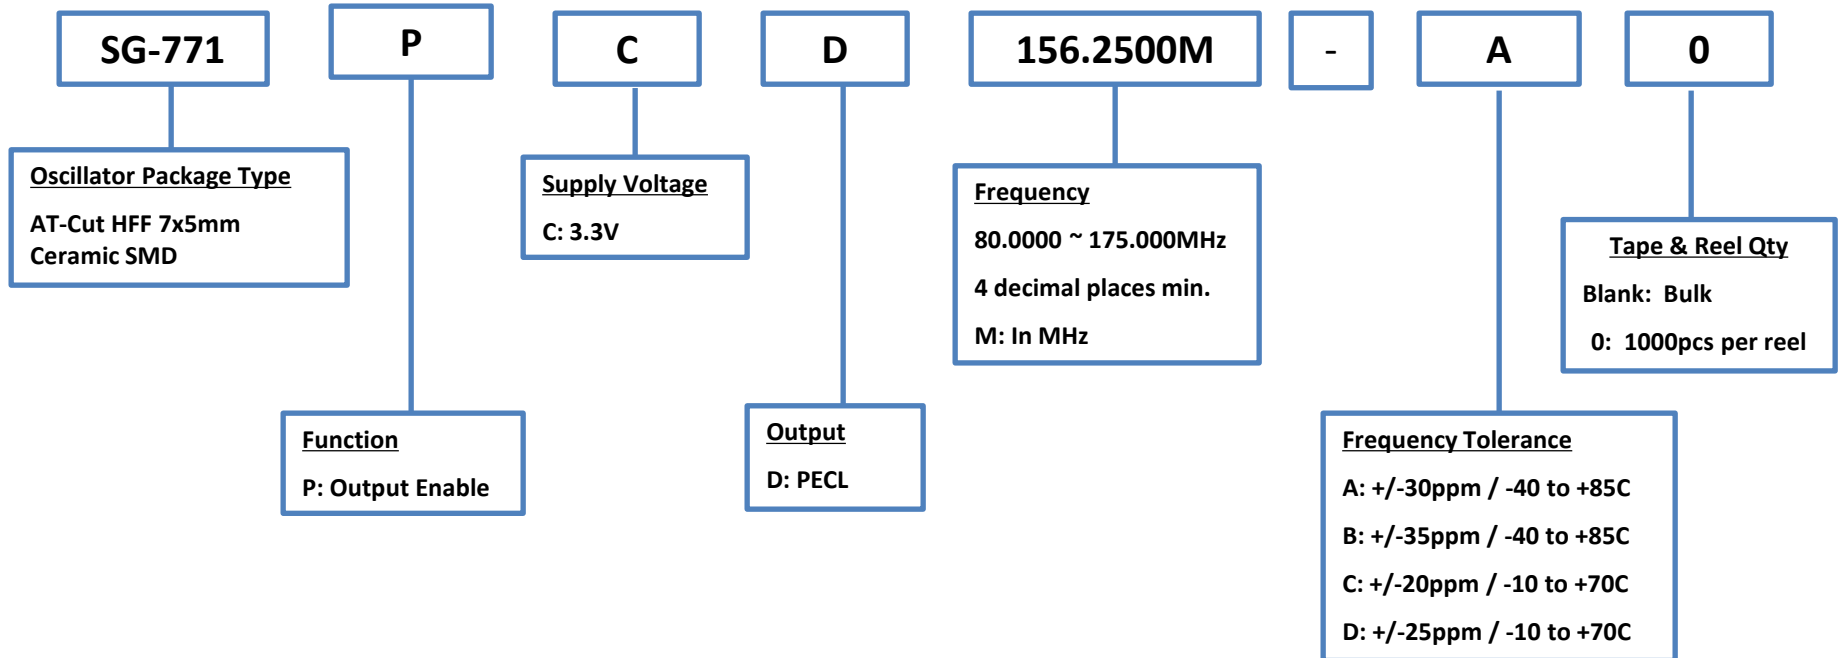 SG-771 P C D 156.2500M - A 0
Oscillator Package Type
AT-Cut HFF 7x5mm
Ceramic SMD
Function
P: Output Enable
Supply Voltage
C: 3.3V
Output
D: PECL
Frequency
80.0000 ~ 175.000MHz
4 decimal places min.
M: In MHz
Frequency Tolerance
A: +/-30ppm / -40 to +85C
B: +/-35ppm / -40 to +85C
C: +/-20ppm / -10 to +70C
D: +/-25ppm / -10 to +70C
Tape & Reel Qty
Blank: Bulk
0: 1000pcs per reel